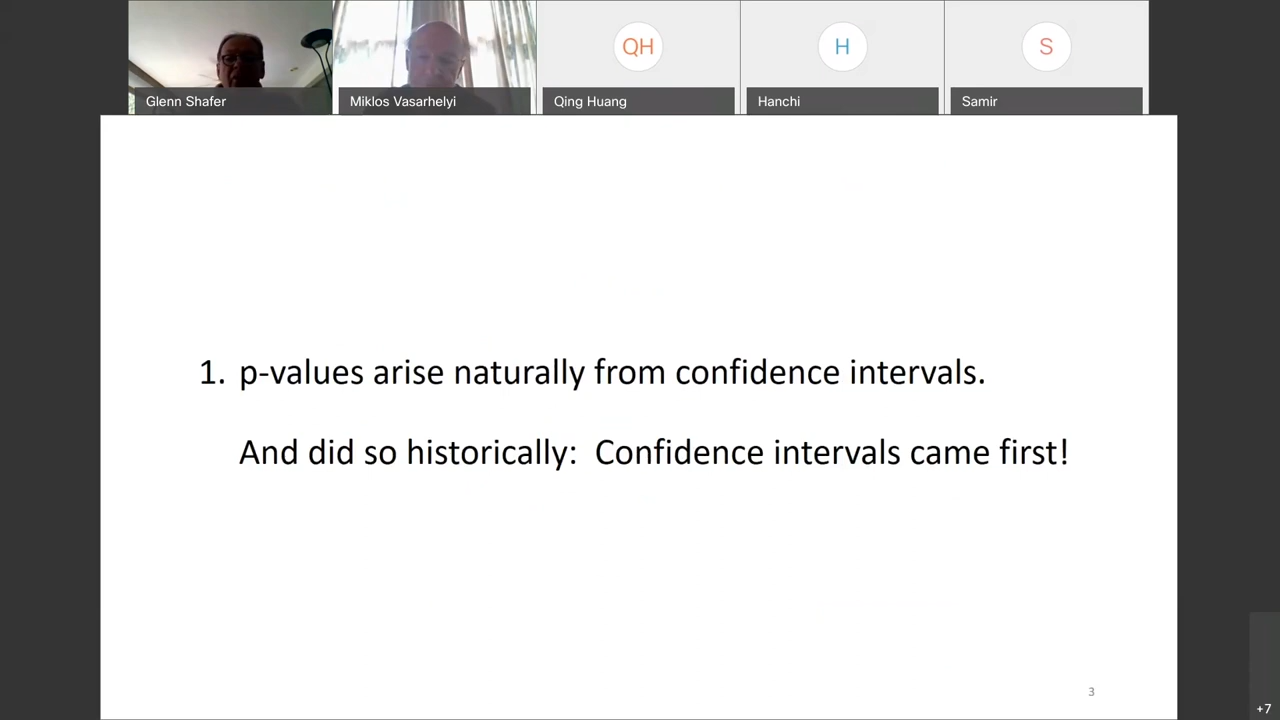 QH
H
S
Glenn Shafer
Miklos Vasarhelyi
Qing Huang
Hanchi
Samir
1. p-values arise naturally from confidence intervals.
And did so historically: Confidence intervals came first!
3
+7